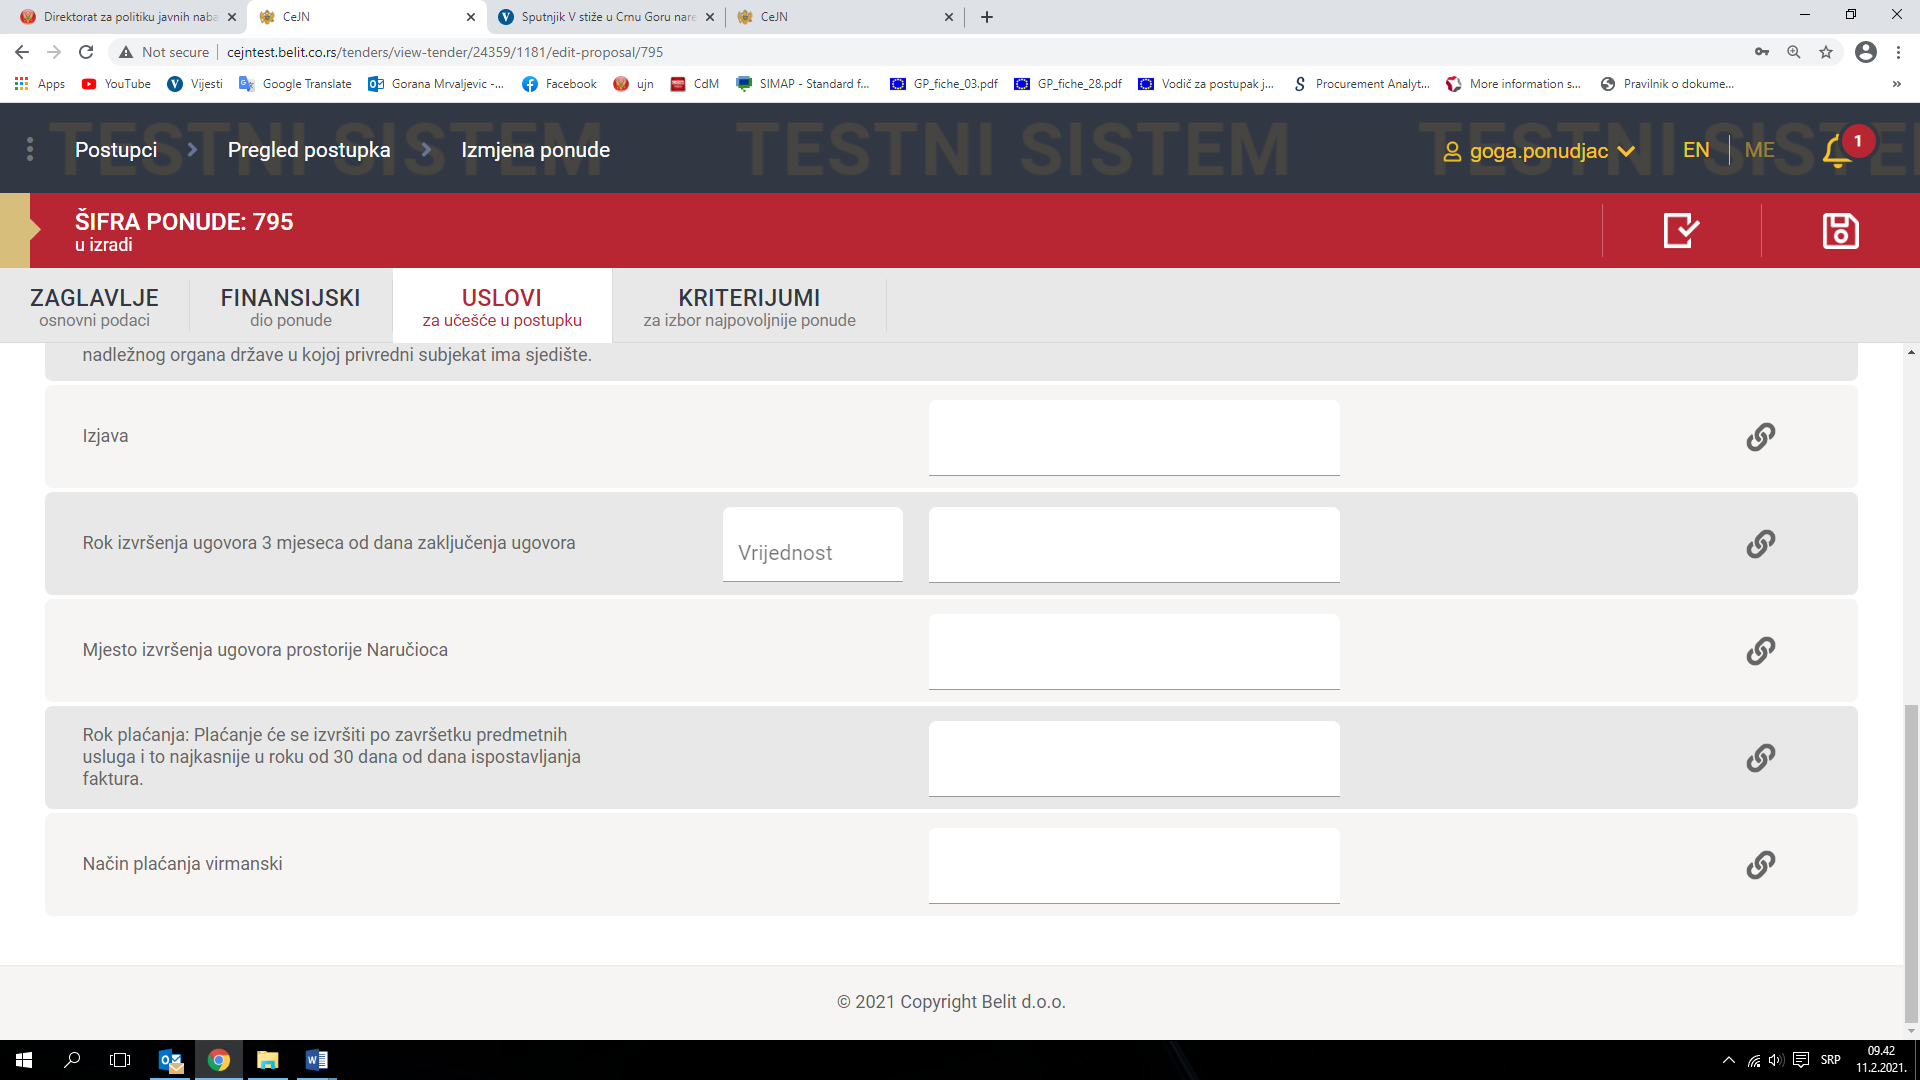 Direktorat za politiku javnih naba
CeJN
Sputnjik V stiže u Crnu Goru nare
CeJN
Not secure
cejntest.belit.co.rs/tenders/view-tender/24359/1181/edit-proposal/795
Apps
YouTube
Vijesti
Google Translate
Gorana Mrvaljevic -...
Facebook
ujn
CdM
SIMAP - Standard f...
GP_fiche_03.pdf
GP_fiche_28.pdf
Vodič za postupak j...
Procurement Analyt...
More information s...
Pravilnik o dokume...
»
TESTNI SISTEM TESTNI SISTEM TESTNI SISTE
Postupci
Pregled postupka
Izmjena ponude
goga.ponudjac
EN
ME
1
ŠIFRA PONUDE: 795
u izradi
ZAGLAVLJE
osnovni podaci
FINANSIJSKI
dio ponude
USLOVI
za učešće u postupku
KRITERIJUMI
za izbor najpovoljnije ponude
nadležnog organa države u kojoj privredni subjekat ima sjedište.
Izjava
Rok izvršenja ugovora 3 mjeseca od dana zaključenja ugovora
Vrijednost
Mjesto izvršenja ugovora prostorije Naručioca
Rok plaćanja: Plaćanje će se izvršiti po završetku predmetnih
usluga i to najkasnije u roku od 30 dana od dana ispostavljanja
faktura.
Način plaćanja virmanski
© 2021 Copyright Belit d.o.o.
SRP
09.42
11.2.2021.